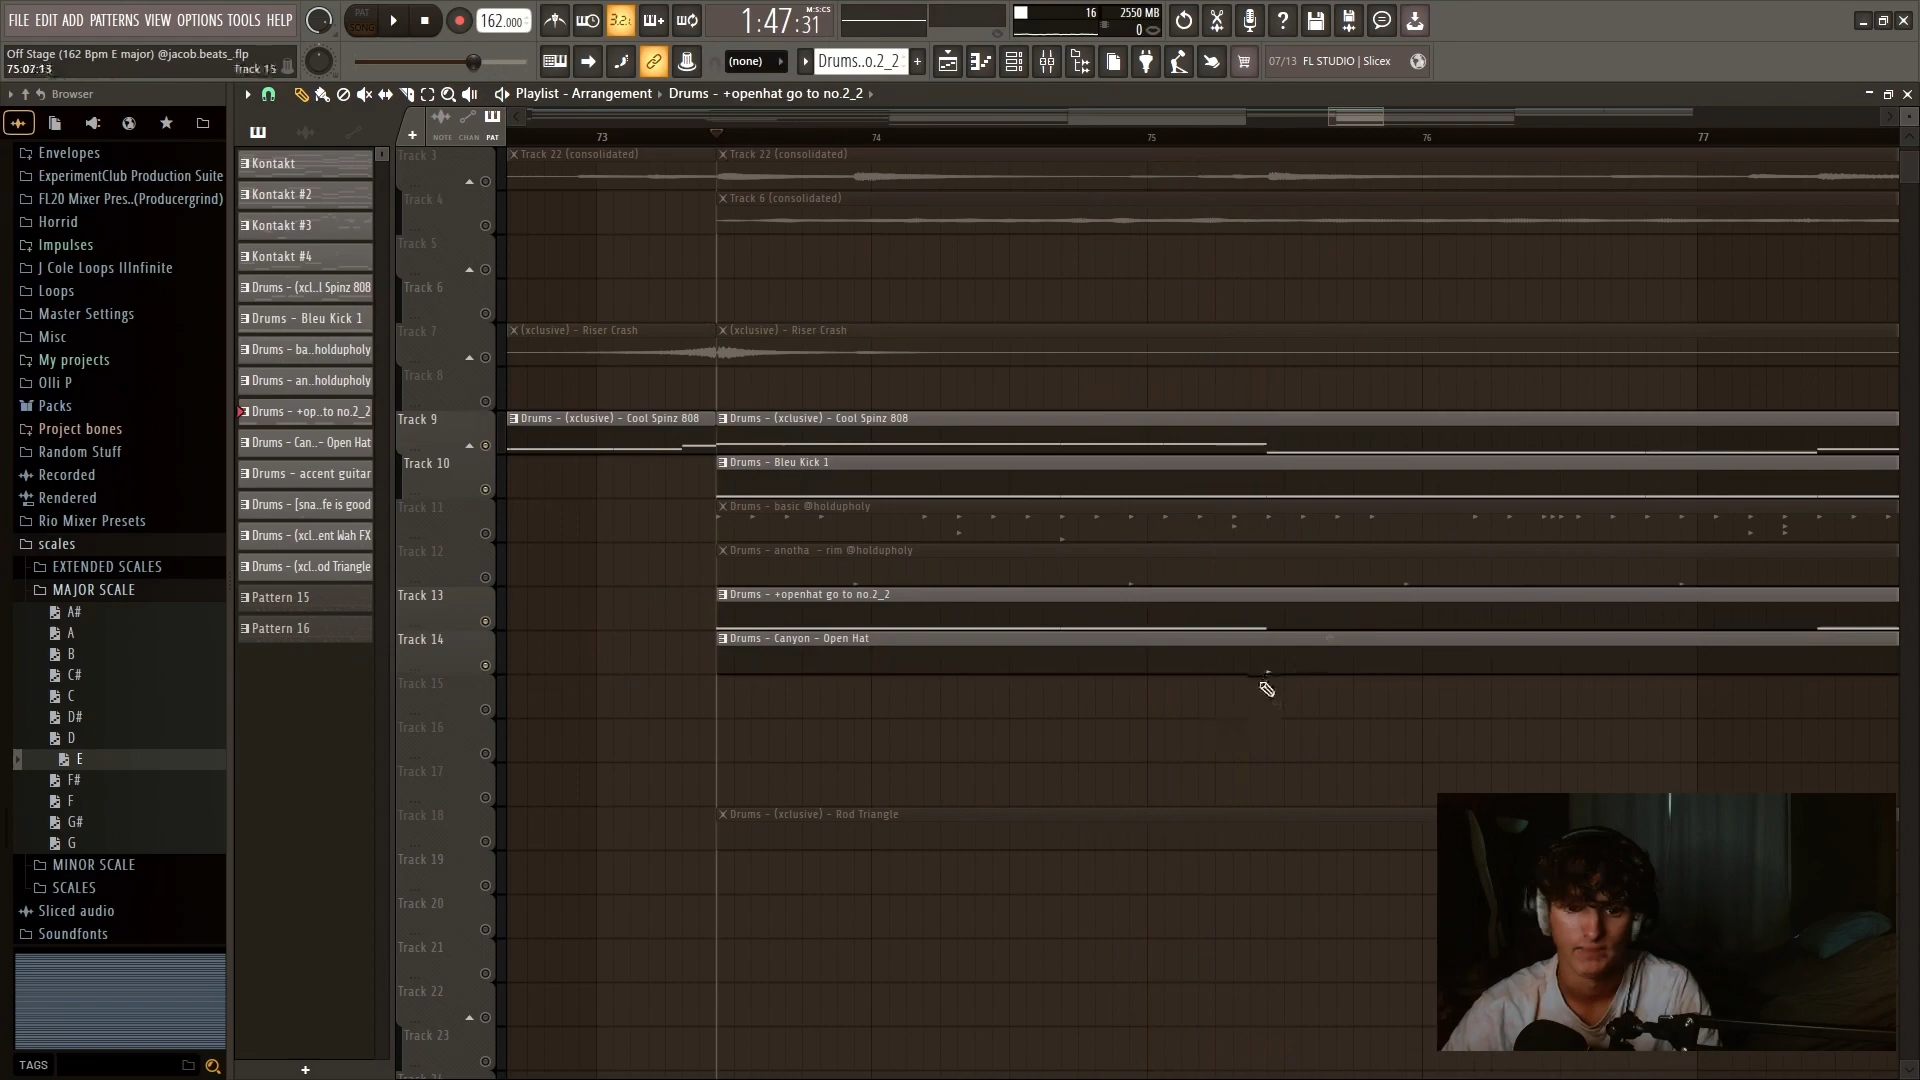 FILE EDIT ADD PATTERNS VIEW OPTIONS TOOLS HELP
PAT
SONG
162.000
3.2.
1:47:31
M:S:CS
16
2550 MB
0
Off Stage (162 Bpm E major) @jacob.beats_.flp
75:07:13
Track 15
(none)
Drums..o.2_2
07/13 FL STUDIO | Slicex
Browser
Playlist - Arrangement
Drums - +openhat go to no.2_2
NOTE
CHAN
PAT
73
74
75
76
77
Envelopes
ExperimentClub Production Suite
FL20 Mixer Pres..(Producergrind)
Horrid
Impulses
J Cole Loops IIInfinite
Loops
Master Settings
Misc
My projects
Olli P
Packs
Project bones
Random Stuff
Recorded
Rendered
Rio Mixer Presets
scales
EXTENDED SCALES
MAJOR SCALE
A#
A
B
C#
C
D#
D
E
F#
F
G#
G
MINOR SCALE
SCALES
Sliced audio
Soundfonts
TAGS
Kontakt
Kontakt #2
Kontakt #3
Kontakt #4
Drums - (xcl..l Spinz 808
Drums - Bleu Kick 1
Drums - ba..holdupholy
Drums - an..holdupholy
Drums - +op..to no.2_2
Drums - Can..- Open Hat
Drums - accent guitar
Drums - [sna..fe is good
Drums - (xcl..ent Wah FX
Drums - (xcl..od Triangle
Pattern 15
Pattern 16
Track 3
Track 22 (consolidated)
Track 22 (consolidated)
Track 4
Track 6 (consolidated)
Track 5
Track 6
Track 7
(xclusive) - Riser Crash
(xclusive) - Riser Crash
Track 8
Track 9
Drums - (xclusive) - Cool Spinz 808
Drums - (xclusive) - Cool Spinz 808
Track 10
Drums - Bleu Kick 1
Track 11
Drums - basic @holdupholy
Track 12
Drums - anotha - rim @holdupholy
Track 13
Drums - +openhat go to no.2_2
Track 14
Drums - Canyon - Open Hat
Track 15
Track 16
Track 17
Track 18
Drums - (xclusive) - Rod Triangle
Track 19
Track 20
Track 21
Track 22
Track 23